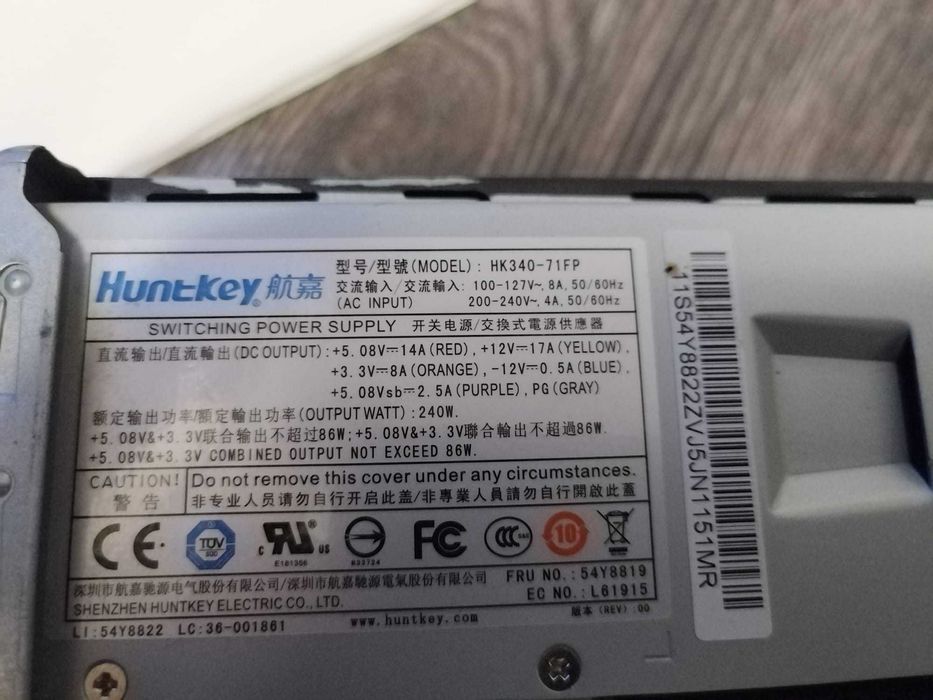 HuntKey® 航嘉
型号/型號(MODEL): HK340-71FP
交流输入/交流輸入: 100-127V~, 8A, 50/60Hz
(AC INPUT) 200-240V~, 4A, 50/60Hz
SWITCHING POWER SUPPLY 开关电源/交換式電源供應器
直流输出/直流輸出(DC OUTPUT): +5.08V⎓14A(RED), +12V⎓17A(YELLOW),
+3.3V⎓8A(ORANGE), -12V⎓0.5A(BLUE),
+5.08Vsb⎓2.5A(PURPLE), PG(GRAY)
额定输出功率/額定輸出功率(OUTPUT WATT): 240W.
+5.08V&+3.3V联合输出不超过86W; +5.08V&+3.3V聯合輸出不超過86W.
+5.08V&+3.3V COMBINED OUTPUT NOT EXCEED 86W.
CAUTION! Do not remove this cover under any circumstances.
警告 非专业人员请勿自行开启此盖/非專業人員請勿自行開啟此蓋
CE TÜV c RU® US FC CCC S&E 10
E181356 R33724
深圳市航嘉驰源电气股份有限公司/深圳市航嘉馳源電氣股份有限公司
SHENZHEN HUNTKEY ELECTRIC CO., LTD.
FRU NO.: 54Y8819
EC NO.: L61915
LI:54Y8822 LC:36-001861
www.huntkey.com
版本 (REV): 00
11S54Y8822ZVJ5JN1151MR